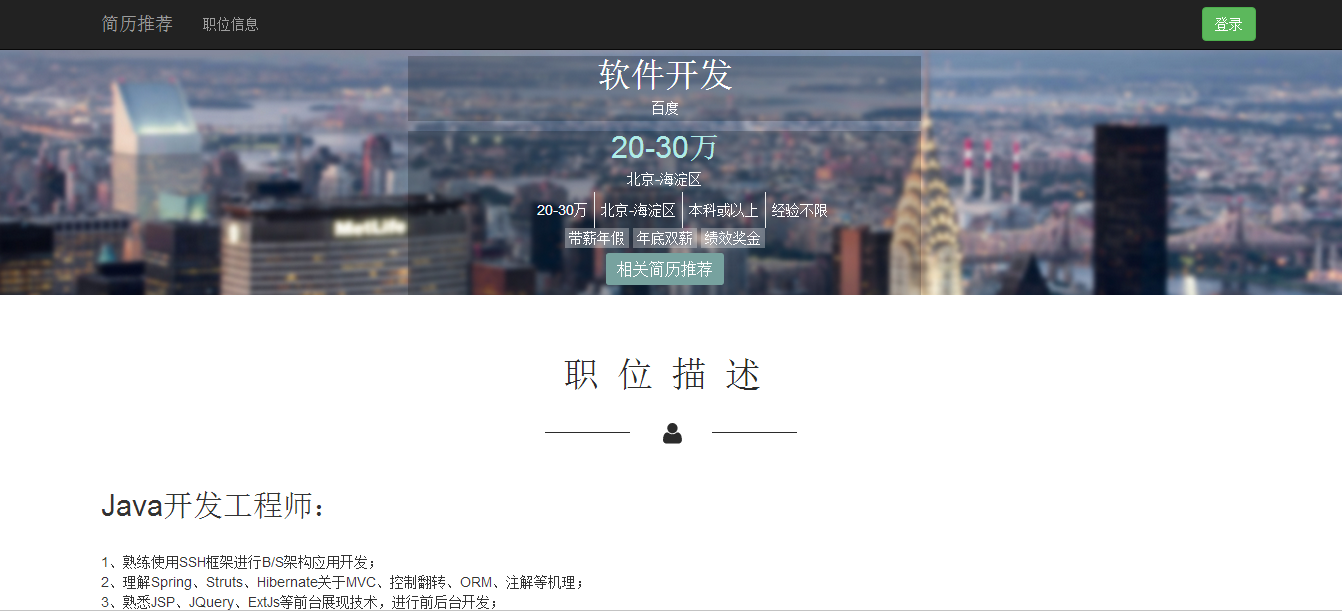 简历推荐 职位信息 登录
软件开发
百度
20-30万
北京-海淀区
20-30万 北京-海淀区 本科或以上 经验不限
带薪年假 年底双薪 绩效奖金
相关简历推荐
MetLife
职位描述
Java开发工程师：
1、熟练使用SSH框架进行B/S架构应用开发；
2、理解Spring、Struts、Hibernate关于MVC、控制翻转、ORM、注解等机理；
3、熟悉JSP、JQuery、ExtJs等前台展现技术，进行前后台开发；